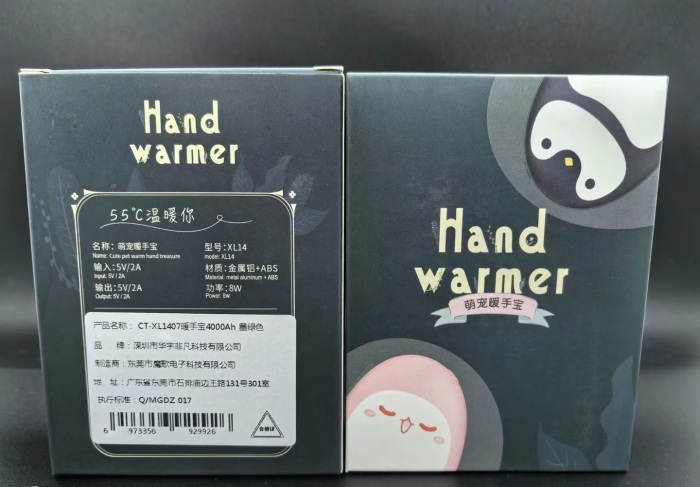 Hand
warmer
55℃温暖你
名称：萌宠暖手宝
Name: Cute pet warm hand treasure
型号：XL14
model: XL14
输入：5V/2A
Input: 5V / 2A
材质：金属铝+ABS
Material: metal aluminum + ABS
输出：5V/2A
Output: 5V / 2A
功率：8W
Power: 8w
产品名称： CT-XL1407暖手宝4000Ah 墨绿色
品 牌：深圳市华宇非凡科技有限公司
制造商：东莞市魔歌电子科技有限公司
地 址：广东省东莞市石排庙边王路131号301室
执行标准：Q/MGDZ 017
6 973356 929926
合格证
Hand
warmer
萌宠暖手宝